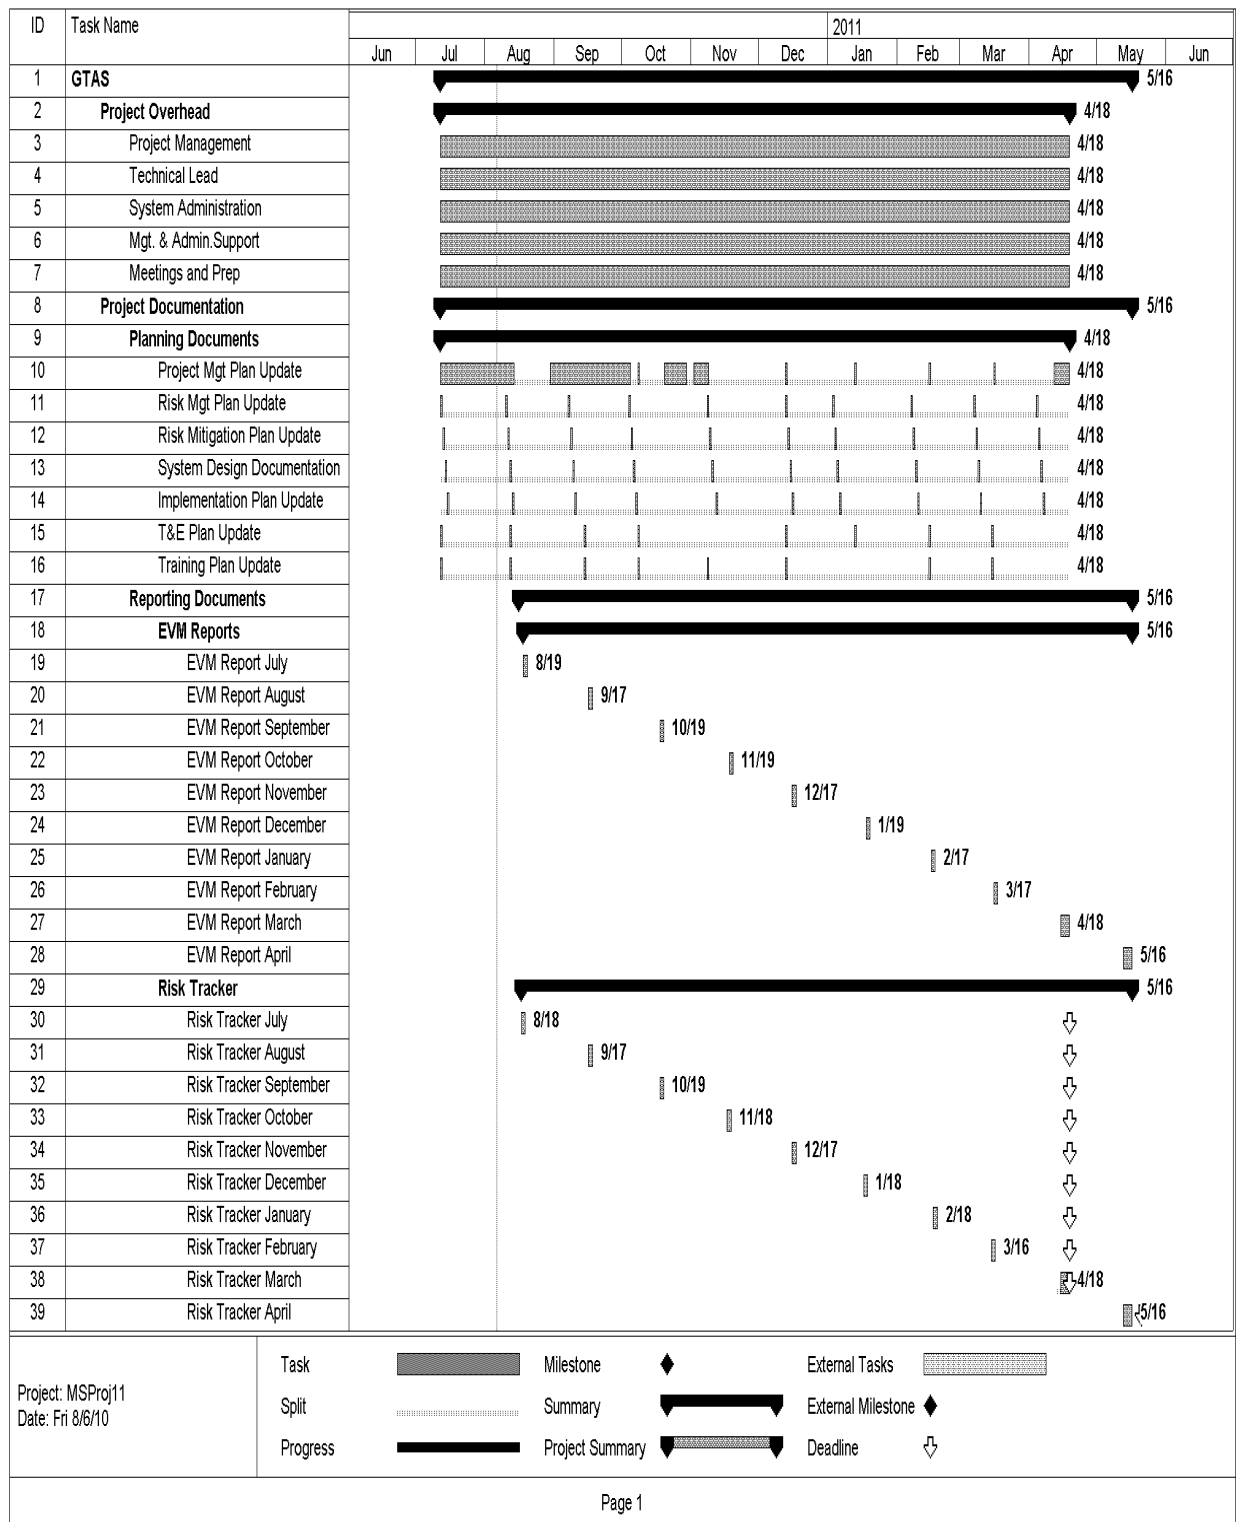 ID Task Name 2011
Jun Jul Aug Sep Oct Nov Dec Jan Feb Mar Apr May Jun
1 GTAS 5/16
2 Project Overhead 4/18
3 Project Management 4/18
4 Technical Lead 4/18
5 System Administration 4/18
6 Mgt. & Admin.Support 4/18
7 Meetings and Prep 4/18
8 Project Documentation 5/16
9 Planning Documents 4/18
10 Project Mgt Plan Update 4/18
11 Risk Mgt Plan Update 4/18
12 Risk Mitigation Plan Update 4/18
13 System Design Documentation 4/18
14 Implementation Plan Update 4/18
15 T&E Plan Update 4/18
16 Training Plan Update 4/18
17 Reporting Documents 5/16
18 EVM Reports 5/16
19 EVM Report July 8/19
20 EVM Report August 9/17
21 EVM Report September 10/19
22 EVM Report October 11/19
23 EVM Report November 12/17
24 EVM Report December 1/19
25 EVM Report January 2/17
26 EVM Report February 3/17
27 EVM Report March 4/18
28 EVM Report April 5/16
29 Risk Tracker 5/16
30 Risk Tracker July 8/18
31 Risk Tracker August 9/17
32 Risk Tracker September 10/19
33 Risk Tracker October 11/18
34 Risk Tracker November 12/17
35 Risk Tracker December 1/18
36 Risk Tracker January 2/18
37 Risk Tracker February 3/16
38 Risk Tracker March 4/18
39 Risk Tracker April 5/16
Project: MSProj11
Date: Fri 8/6/10
Task Milestone External Tasks
Split Summary External Milestone
Progress Project Summary Deadline
Page 1